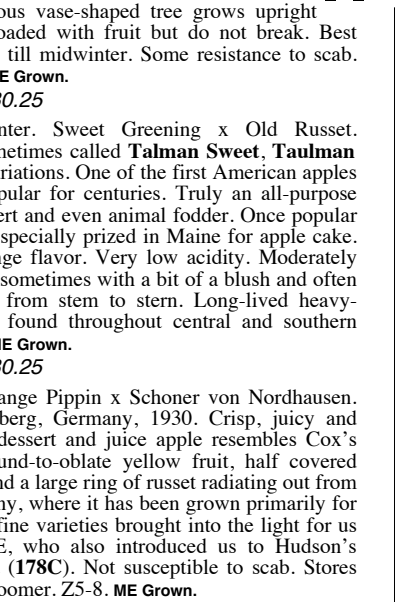 ous vase-shaped tree grows upright
oaded with fruit but do not break. Best
till midwinter. Some resistance to scab.
ME Grown.
30.25
nter. Sweet Greening x Old Russet.
metimes called Talman Sweet, Taulman
riations. One of the first American apples
pular for centuries. Truly an all-purpose
ert and even animal fodder. Once popular
specially prized in Maine for apple cake.
nge flavor. Very low acidity. Moderately
sometimes with a bit of a blush and often
from stem to stern. Long-lived heavy-
found throughout central and southern
ME Grown.
30.25
ange Pippin x Schoner von Nordhausen.
berg, Germany, 1930. Crisp, juicy and
dessert and juice apple resembles Cox’s
und-to-oblate yellow fruit, half covered
nd a large ring of russet radiating out from
ny, where it has been grown primarily for
fine varieties brought into the light for us
E, who also introduced us to Hudson’s
(178C). Not susceptible to scab. Stores
oomer. Z5-8. ME Grown.